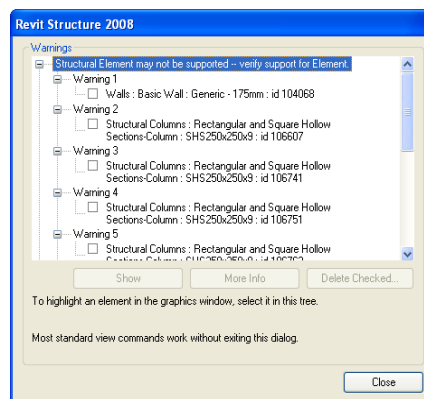 Revit Structure 2008
Warnings
Structural Element may not be supported -- verify support for Element.
Warning 1
Walls : Basic Wall : Generic - 175mm : id 104068
Warning 2
Structural Columns : Rectangular and Square Hollow
Sections-Column : SHS250x250x9 : id 106607
Warning 3
Structural Columns : Rectangular and Square Hollow
Sections-Column : SHS250x250x9 : id 106741
Warning 4
Structural Columns : Rectangular and Square Hollow
Sections-Column : SHS250x250x9 : id 106751
Warning 5
Structural Columns : Rectangular and Square Hollow
Show More Info Delete Checked...
To highlight an element in the graphics window, select it in this tree.
Most standard view commands work without exiting this dialog.
Close